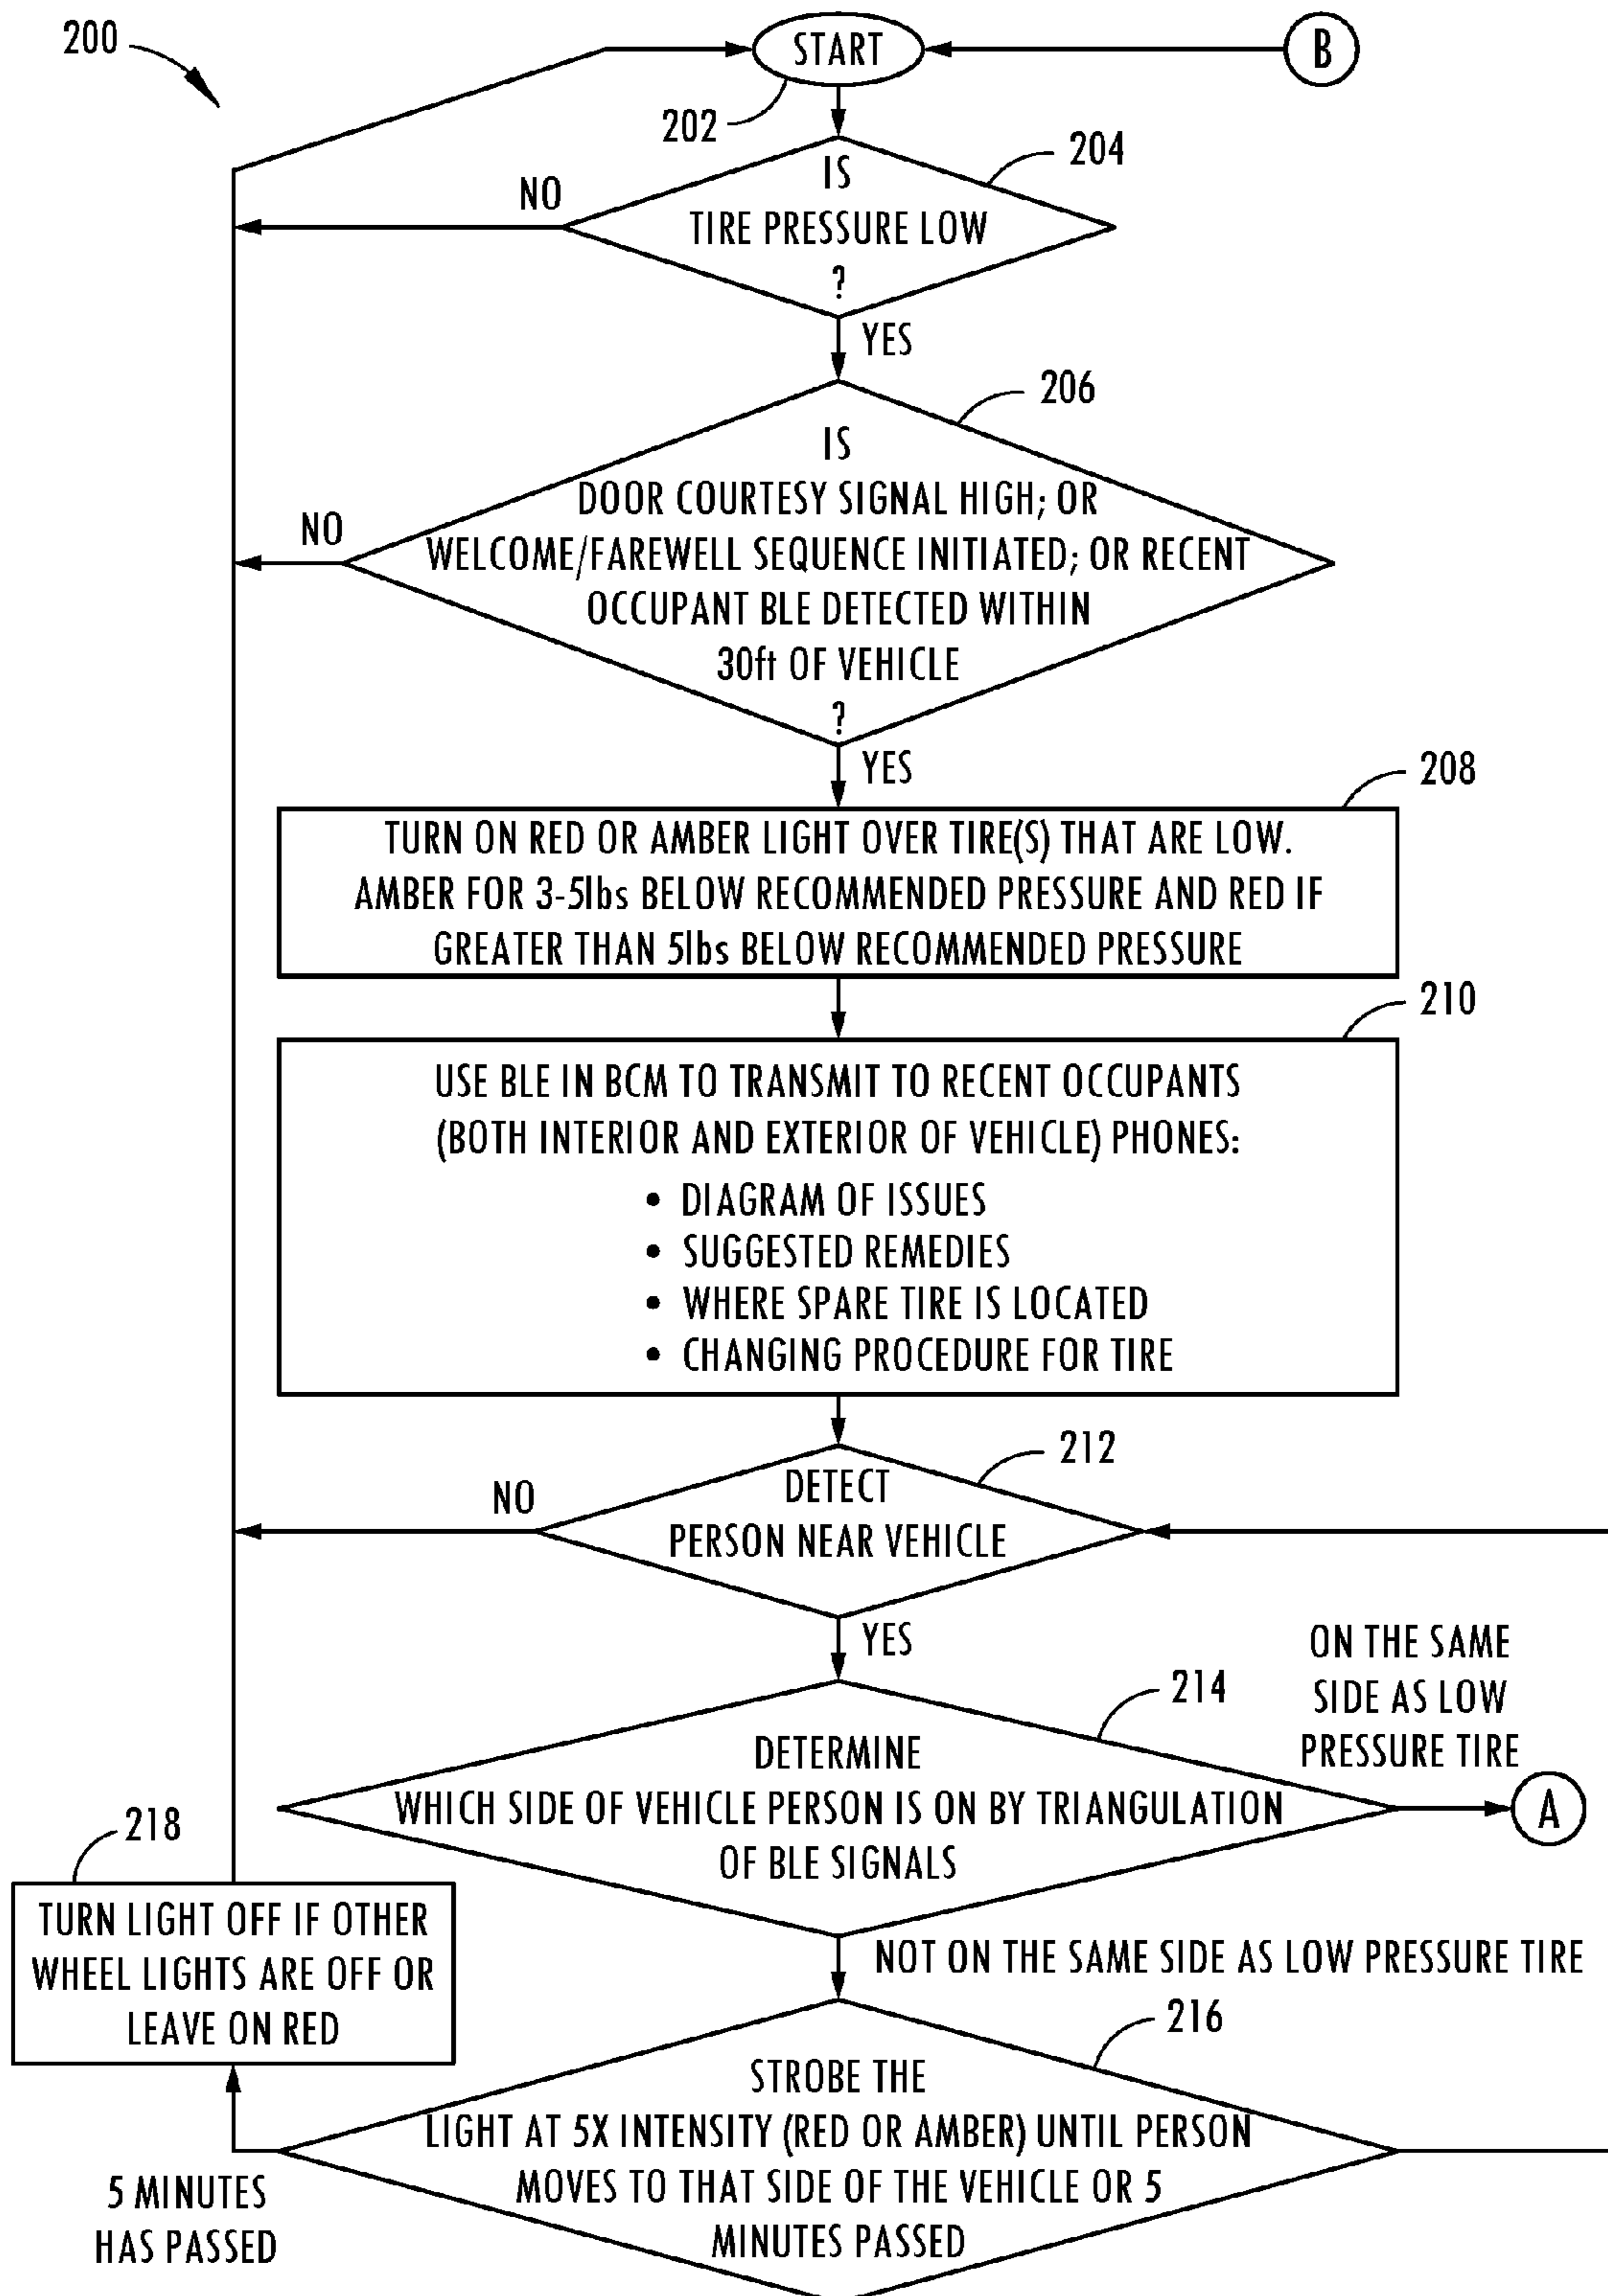 200
START
B
202
204
IS
TIRE PRESSURE LOW
?
NO
YES
206
IS
DOOR COURTESY SIGNAL HIGH; OR
WELCOME/FAREWELL SEQUENCE INITIATED; OR RECENT
OCCUPANT BLE DETECTED WITHIN
30ft OF VEHICLE
?
NO
YES
208
TURN ON RED OR AMBER LIGHT OVER TIRE(S) THAT ARE LOW.
AMBER FOR 3-5lbs BELOW RECOMMENDED PRESSURE AND RED IF
GREATER THAN 5lbs BELOW RECOMMENDED PRESSURE
210
USE BLE IN BCM TO TRANSMIT TO RECENT OCCUPANTS
(BOTH INTERIOR AND EXTERIOR OF VEHICLE) PHONES:
• DIAGRAM OF ISSUES
• SUGGESTED REMEDIES
• WHERE SPARE TIRE IS LOCATED
• CHANGING PROCEDURE FOR TIRE
212
DETECT
PERSON NEAR VEHICLE
NO
YES
ON THE SAME
SIDE AS LOW
PRESSURE TIRE
214
DETERMINE
WHICH SIDE OF VEHICLE PERSON IS ON BY TRIANGULATION
OF BLE SIGNALS
A
218
TURN LIGHT OFF IF OTHER
WHEEL LIGHTS ARE OFF OR
LEAVE ON RED
NOT ON THE SAME SIDE AS LOW PRESSURE TIRE
216
STROBE THE
LIGHT AT 5X INTENSITY (RED OR AMBER) UNTIL PERSON
MOVES TO THAT SIDE OF THE VEHICLE OR 5
MINUTES PASSED
5 MINUTES
HAS PASSED